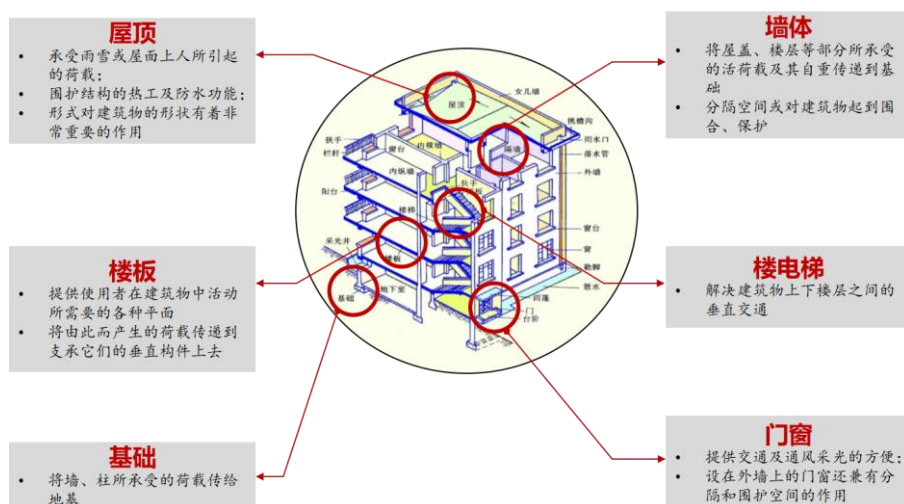 屋顶
• 承受雨雪或屋面上人所引起
的荷载；
• 围护结构的热工及防水功能；
• 形式对建筑物的形状有着非
常重要的作用
墙体
• 将屋盖、楼层等部分所承受
的活荷载及其自重传递到基
础
• 分隔空间或对建筑物起到围
合、保护
楼板
• 提供使用者在建筑物中活动
所需要的各种平面
• 将由此而产生的荷载传递到
支承它们的垂直构件上去
楼电梯
• 解决建筑物上下楼层之间的
垂直交通
基础
• 将墙、柱所承受的荷载传给
地基
门窗
• 提供交通及通风采光的方便；
• 设在外墙上的门窗还兼有分
隔和围护空间的作用
女儿墙
屋顶
挑檐沟
雨水口
落水管
外墙
隔墙
扶手
栏杆
窗台
内横墙
内纵墙
阳台
扶手
楼梯
采光井
楼板
基础
地下室
窗台
窗
勒脚
散水
雨篷
门
台阶